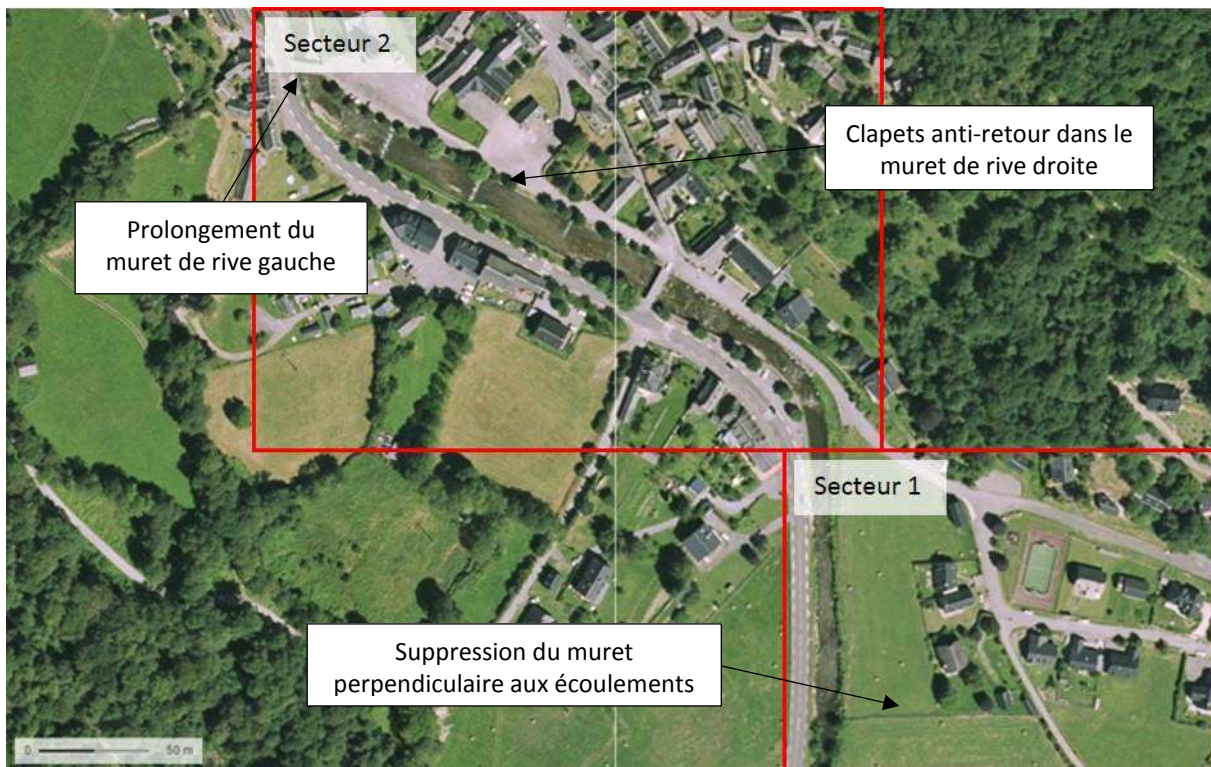 Secteur 2
Clapets anti-retour dans le
muret de rive droite
Prolongement du
muret de rive gauche
Secteur 1
Suppression du muret
perpendiculaire aux écoulements
0 50 m